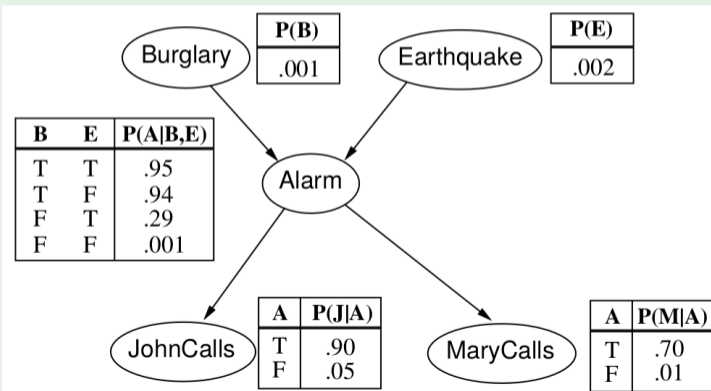 P(B)
Burglary
.001
P(E)
Earthquake
.002
B E P(A|B,E)
T T .95
T F .94
F T .29
F F .001
Alarm
A P(J|A)
JohnCalls
T .90
F .05
A P(M|A)
MaryCalls
T .70
F .01